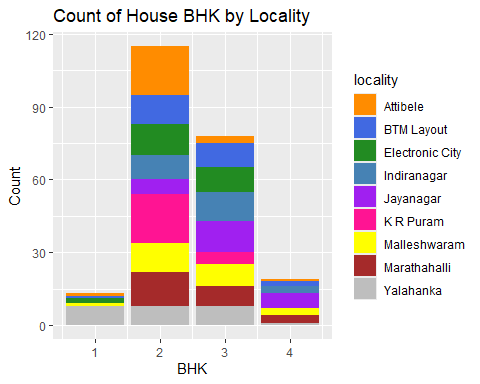 Count of House BHK by Locality
120
90
60
30
0
Count
1 2 3 4
BHK
locality
Attibele
BTM Layout
Electronic City
Indiranagar
Jayanagar
K R Puram
Malleshwaram
Marathahalli
Yalahanka